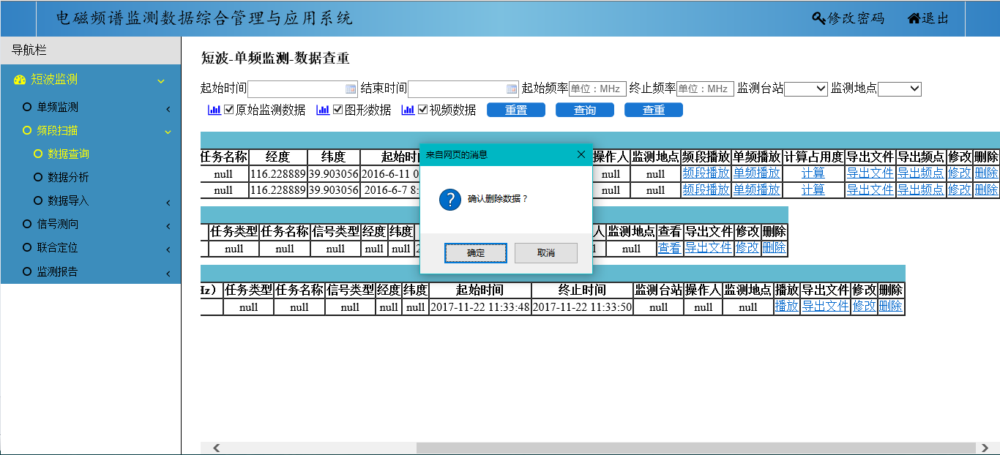 电磁频谱监测数据综合管理与应用系统 修改密码 退出
导航栏
短波监测
单频监测
频段扫描
数据查询
数据分析
数据导入
信号测向
联合定位
监测报告
短波-单频监测-数据查重
起始时间 结束时间 起始频率 单位：MHz 终止频率 单位：MHz 监测台站 监测地点
原始监测数据 图形数据 视频数据 重置 查询 查重
任务名称 经度 纬度 起始时 操作人 监测地点 频段播放 单频播放 计算占用度 导出文件 导出频点 修改 删除
null 116.228889 39.903056 2016-6-11 0 null null 频段播放 单频播放 计算 导出文件 导出频点 修改 删除
null 116.228889 39.903056 2016-6-7 8: null null 频段播放 单频播放 计算 导出文件 导出频点 修改 删除
任务类型 任务名称 信号类型 经度 纬度 人 监测地点 查看 导出文件 修改 删除
null null null null null null 查看 导出文件 修改 删除
Hz） 任务类型 任务名称 信号类型 经度 纬度 起始时间 终止时间 监测台站 操作人 监测地点 播放 导出文件 修改 删除
null null null null null 2017-11-22 11:33:48 2017-11-22 11:33:50 null null null 播放 导出文件 修改 删除
来自网页的消息
确认删除数据？
确定 取消